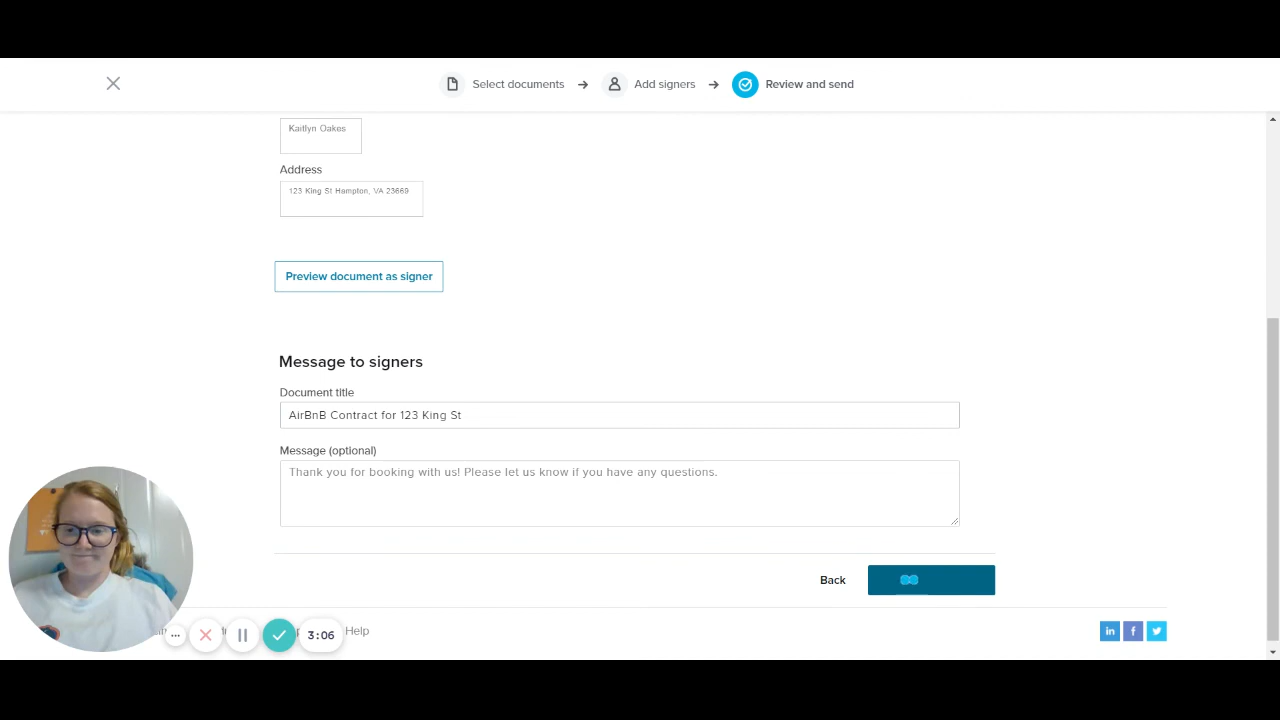 Select documents
Add signers
Review and send
Kaitlyn Oakes
Address
123 King St Hampton, VA 23669
Preview document as signer
Message to signers
Document title
AirBnB Contract for 123 King St
Message (optional)
Thank you for booking with us! Please let us know if you have any questions.
Back
3:06
Help
in
f